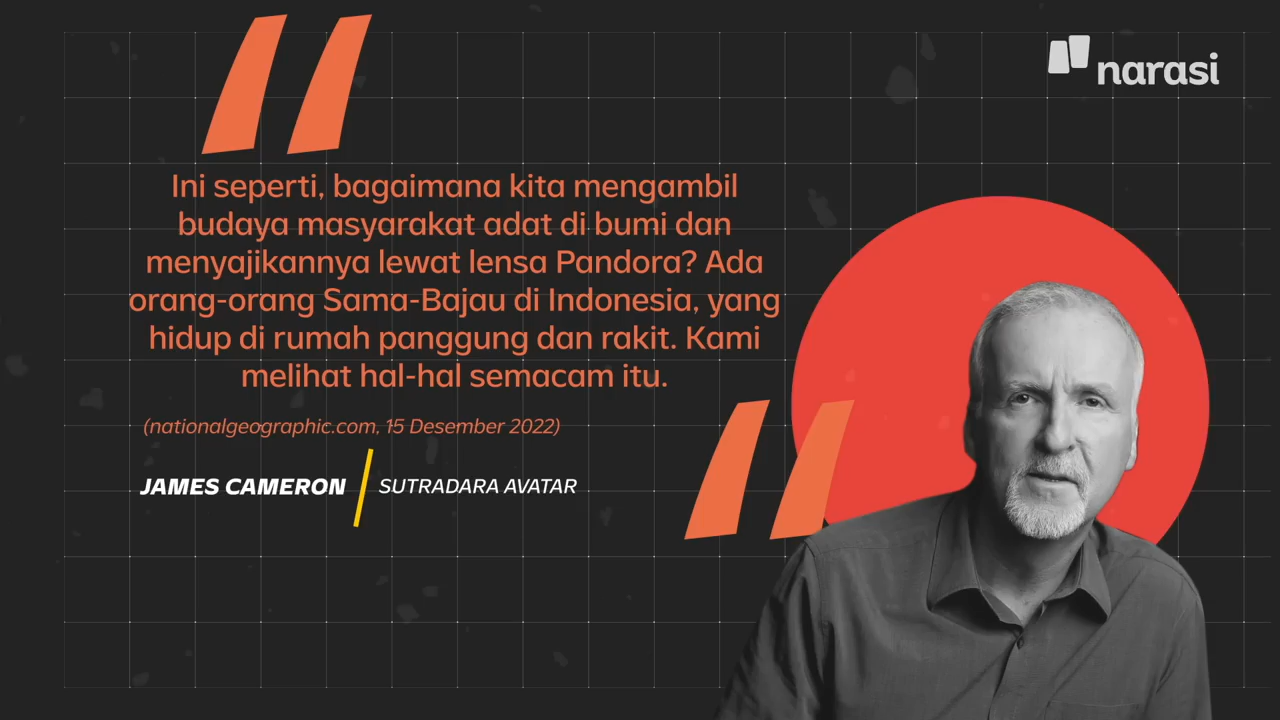 narasi
Ini seperti, bagaimana kita mengambil
budaya masyarakat adat di bumi dan
menyajikannya lewat lensa Pandora? Ada
orang-orang Sama-Bajau di Indonesia, yang
hidup di rumah panggung dan rakit. Kami
melihat hal-hal semacam itu.
(nationalgeographic.com, 15 Desember 2022)
JAMES CAMERON SUTRADARA AVATAR